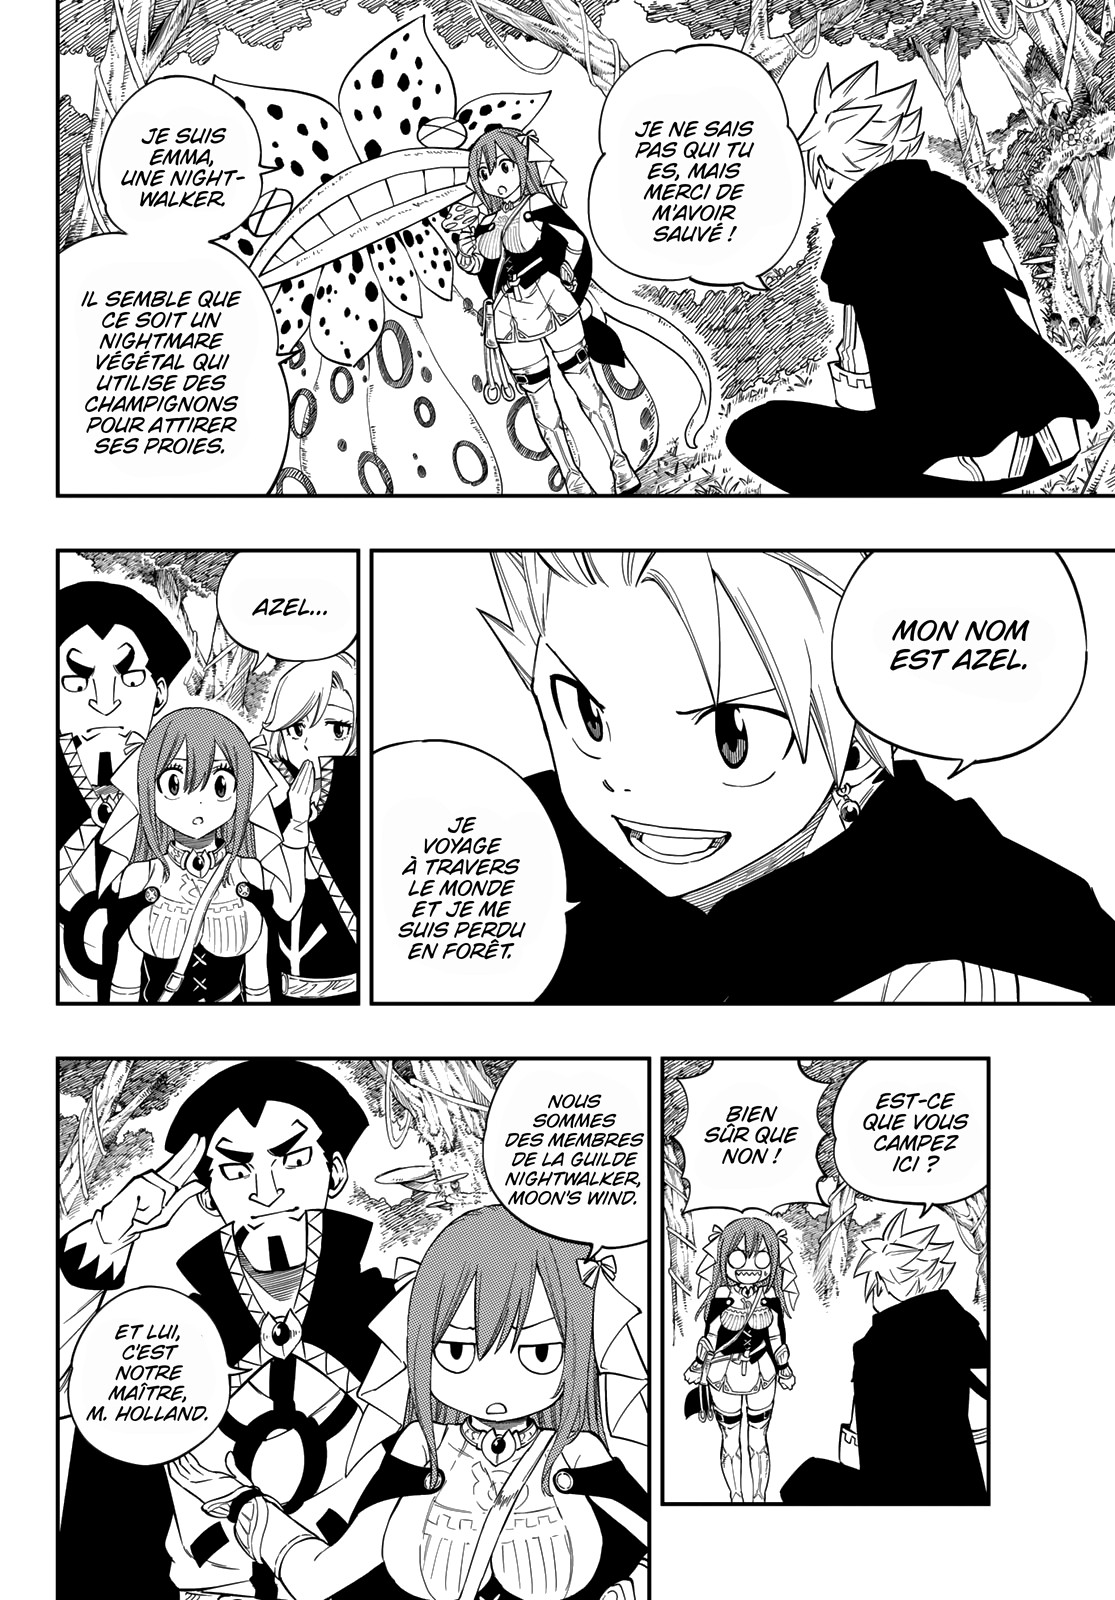 JE NE SAIS
PAS QUI TU
ES, MAIS
MERCI DE
M'AVOIR
SAUVÉ !
JE SUIS
EMMA,
UNE NIGHT-
WALKER.
IL SEMBLE QUE
CE SOIT UN
NIGHTMARE
VÉGÉTAL QUI
UTILISE DES
CHAMPIGNONS
POUR ATTIRER
SES PROIES.
MON NOM
EST AZEL.
JE
VOYAGE
À TRAVERS
LE MONDE
ET JE ME
SUIS PERDU
EN FORÊT.
AZEL...
EST-CE
QUE VOUS
CAMPEZ
ICI ?
BIEN
SÛR QUE
NON !
NOUS
SOMMES
DES MEMBRES
DE LA GUILDE
NIGHTWALKER,
MOON'S WIND.
ET LUI,
C'EST
NOTRE
MAÎTRE,
M. HOLLAND.